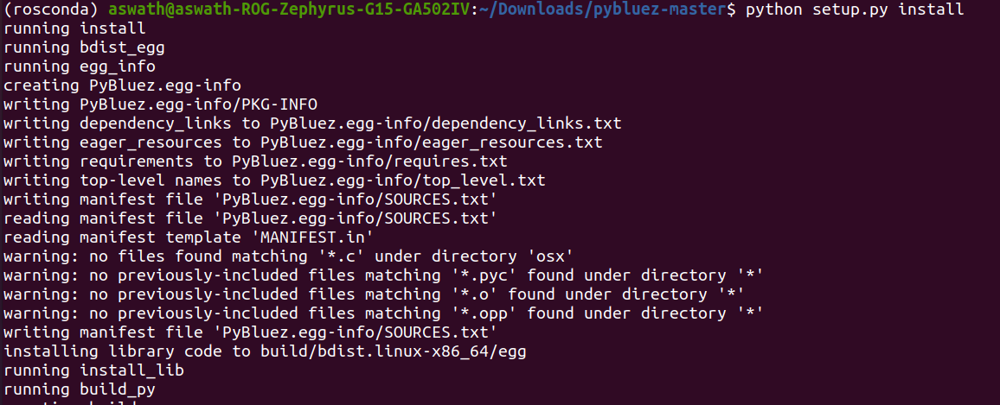 (rosconda) aswath@aswath-ROG-Zephyrus-G15-GA502IV:~/Downloads/pybluez-master$ python setup.py install
running install
running bdist_egg
running egg_info
creating PyBluez.egg-info
writing PyBluez.egg-info/PKG-INFO
writing dependency_links to PyBluez.egg-info/dependency_links.txt
writing eager_resources to PyBluez.egg-info/eager_resources.txt
writing requirements to PyBluez.egg-info/requires.txt
writing top-level names to PyBluez.egg-info/top_level.txt
writing manifest file 'PyBluez.egg-info/SOURCES.txt'
reading manifest file 'PyBluez.egg-info/SOURCES.txt'
reading manifest template 'MANIFEST.in'
warning: no files found matching '*.c' under directory 'osx'
warning: no previously-included files matching '*.pyc' found under directory '*'
warning: no previously-included files matching '*.o' found under directory '*'
warning: no previously-included files matching '*.opp' found under directory '*'
writing manifest file 'PyBluez.egg-info/SOURCES.txt'
installing library code to build/bdist.linux-x86_64/egg
running install_lib
running build_py